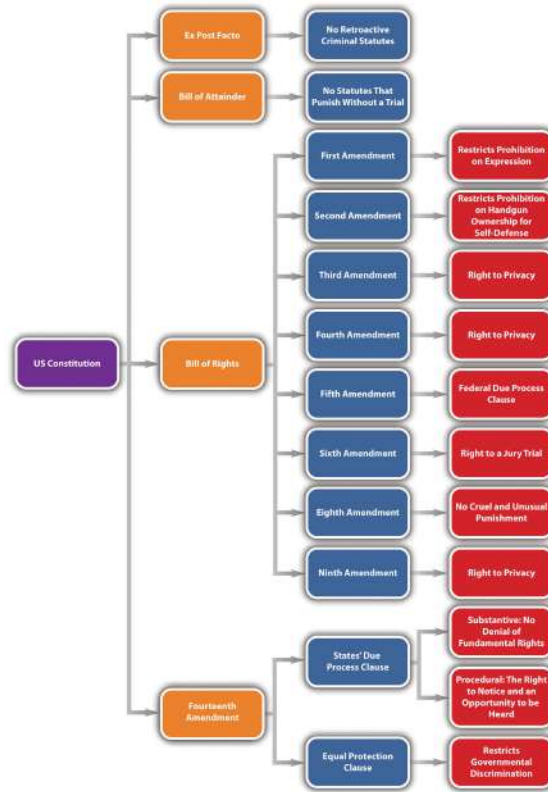 Ex Post Facto
No Retroactive
Criminal Statutes
Bill of Attainder
No Statutes That
Punish Without a Trial
First Amendment
Restricts Prohibition
on Expression
Second Amendment
Restricts Prohibition
on Handgun
Ownership for
Self-Defense
Third Amendment
Right to Privacy
US Constitution
Bill of Rights
Fourth Amendment
Right to Privacy
Fifth Amendment
Federal Due Process
Clause
Sixth Amendment
Right to a Jury Trial
Eighth Amendment
No Cruel and Unusual
Punishment
Ninth Amendment
Right to Privacy
Fourteenth
Amendment
States' Due
Process Clause
Substantive: No
Denial of
Fundamental Rights
Procedural: The Right
to Notice and an
Opportunity to be
Heard
Equal Protection
Clause
Restricts
Governmental
Discrimination